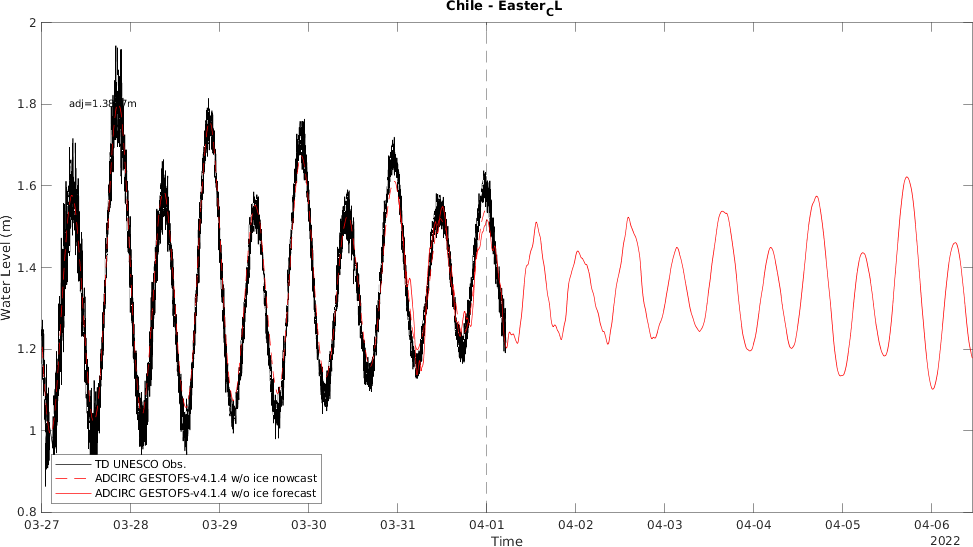 Chile - Easter_CL
2
1.8
1.6
1.4
1.2
1
0.8
Water Level (m)
TD UNESCO Obs.
ADCIRC GESTOFS-v4.1.4 w/o ice nowcast
ADCIRC GESTOFS-v4.1.4 w/o ice forecast
03-27 03-28 03-29 03-30 03-31 04-01 04-02 04-03 04-04 04-05 04-06
Time
2022